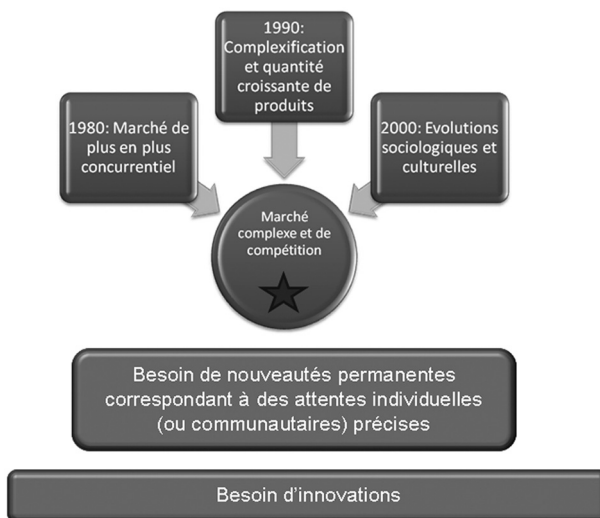 1990:
Complexification
et quantité
croissante de
produits
1980: Marché de
plus en plus
concurrentiel
2000: Evolutions
sociologiques et
culturelles
Marché
complexe et de
compétition
Besoin de nouveautés permanentes
correspondant à des attentes individuelles
(ou communautaires) précises
Besoin d'innovations